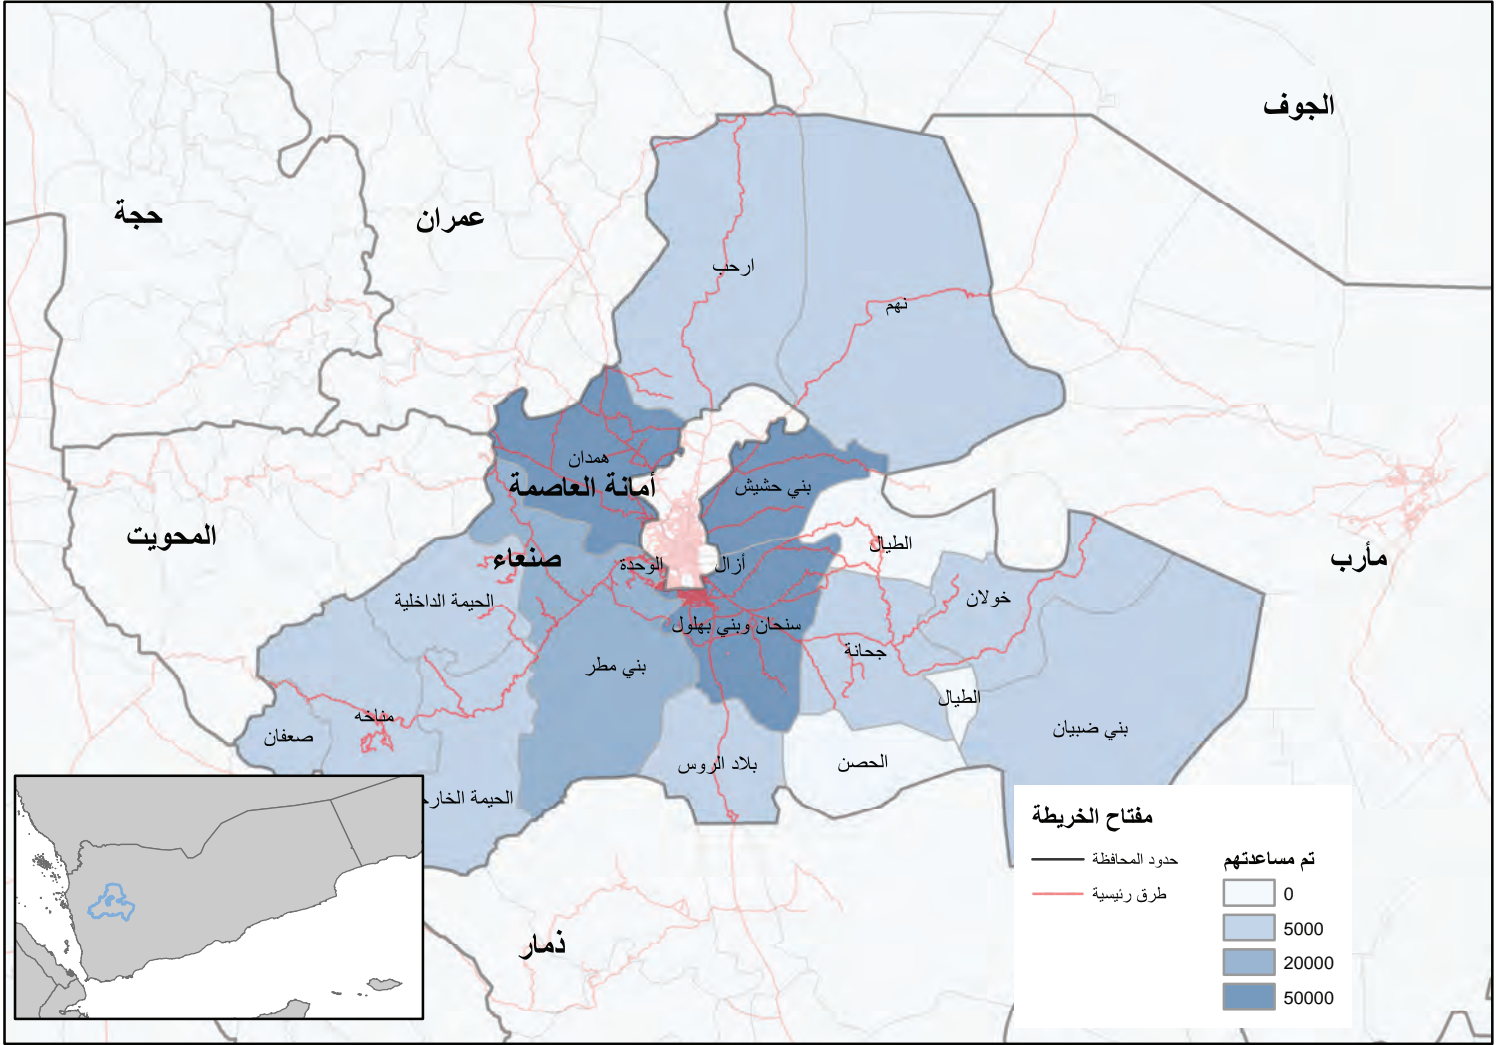 الجوف
حجة
عمران
ارحب
نهم
همدان
أمانة العاصمة
بني حشيش
المحويت
صنعاء
الوحدة
أزال
الطيال
مأرب
الحيمة الداخلية
خولان
سنحان وبني بهلول
جحانة
بني مطر
الطيال
مناخه
صعفان
بني ضبيان
بلاد الروس
الحصن
الحيمة الخارج
ذمار
مفتاح الخريطة
حدود المحافظة
طرق رئيسية
تم مساعدتهم
0
5000
20000
50000